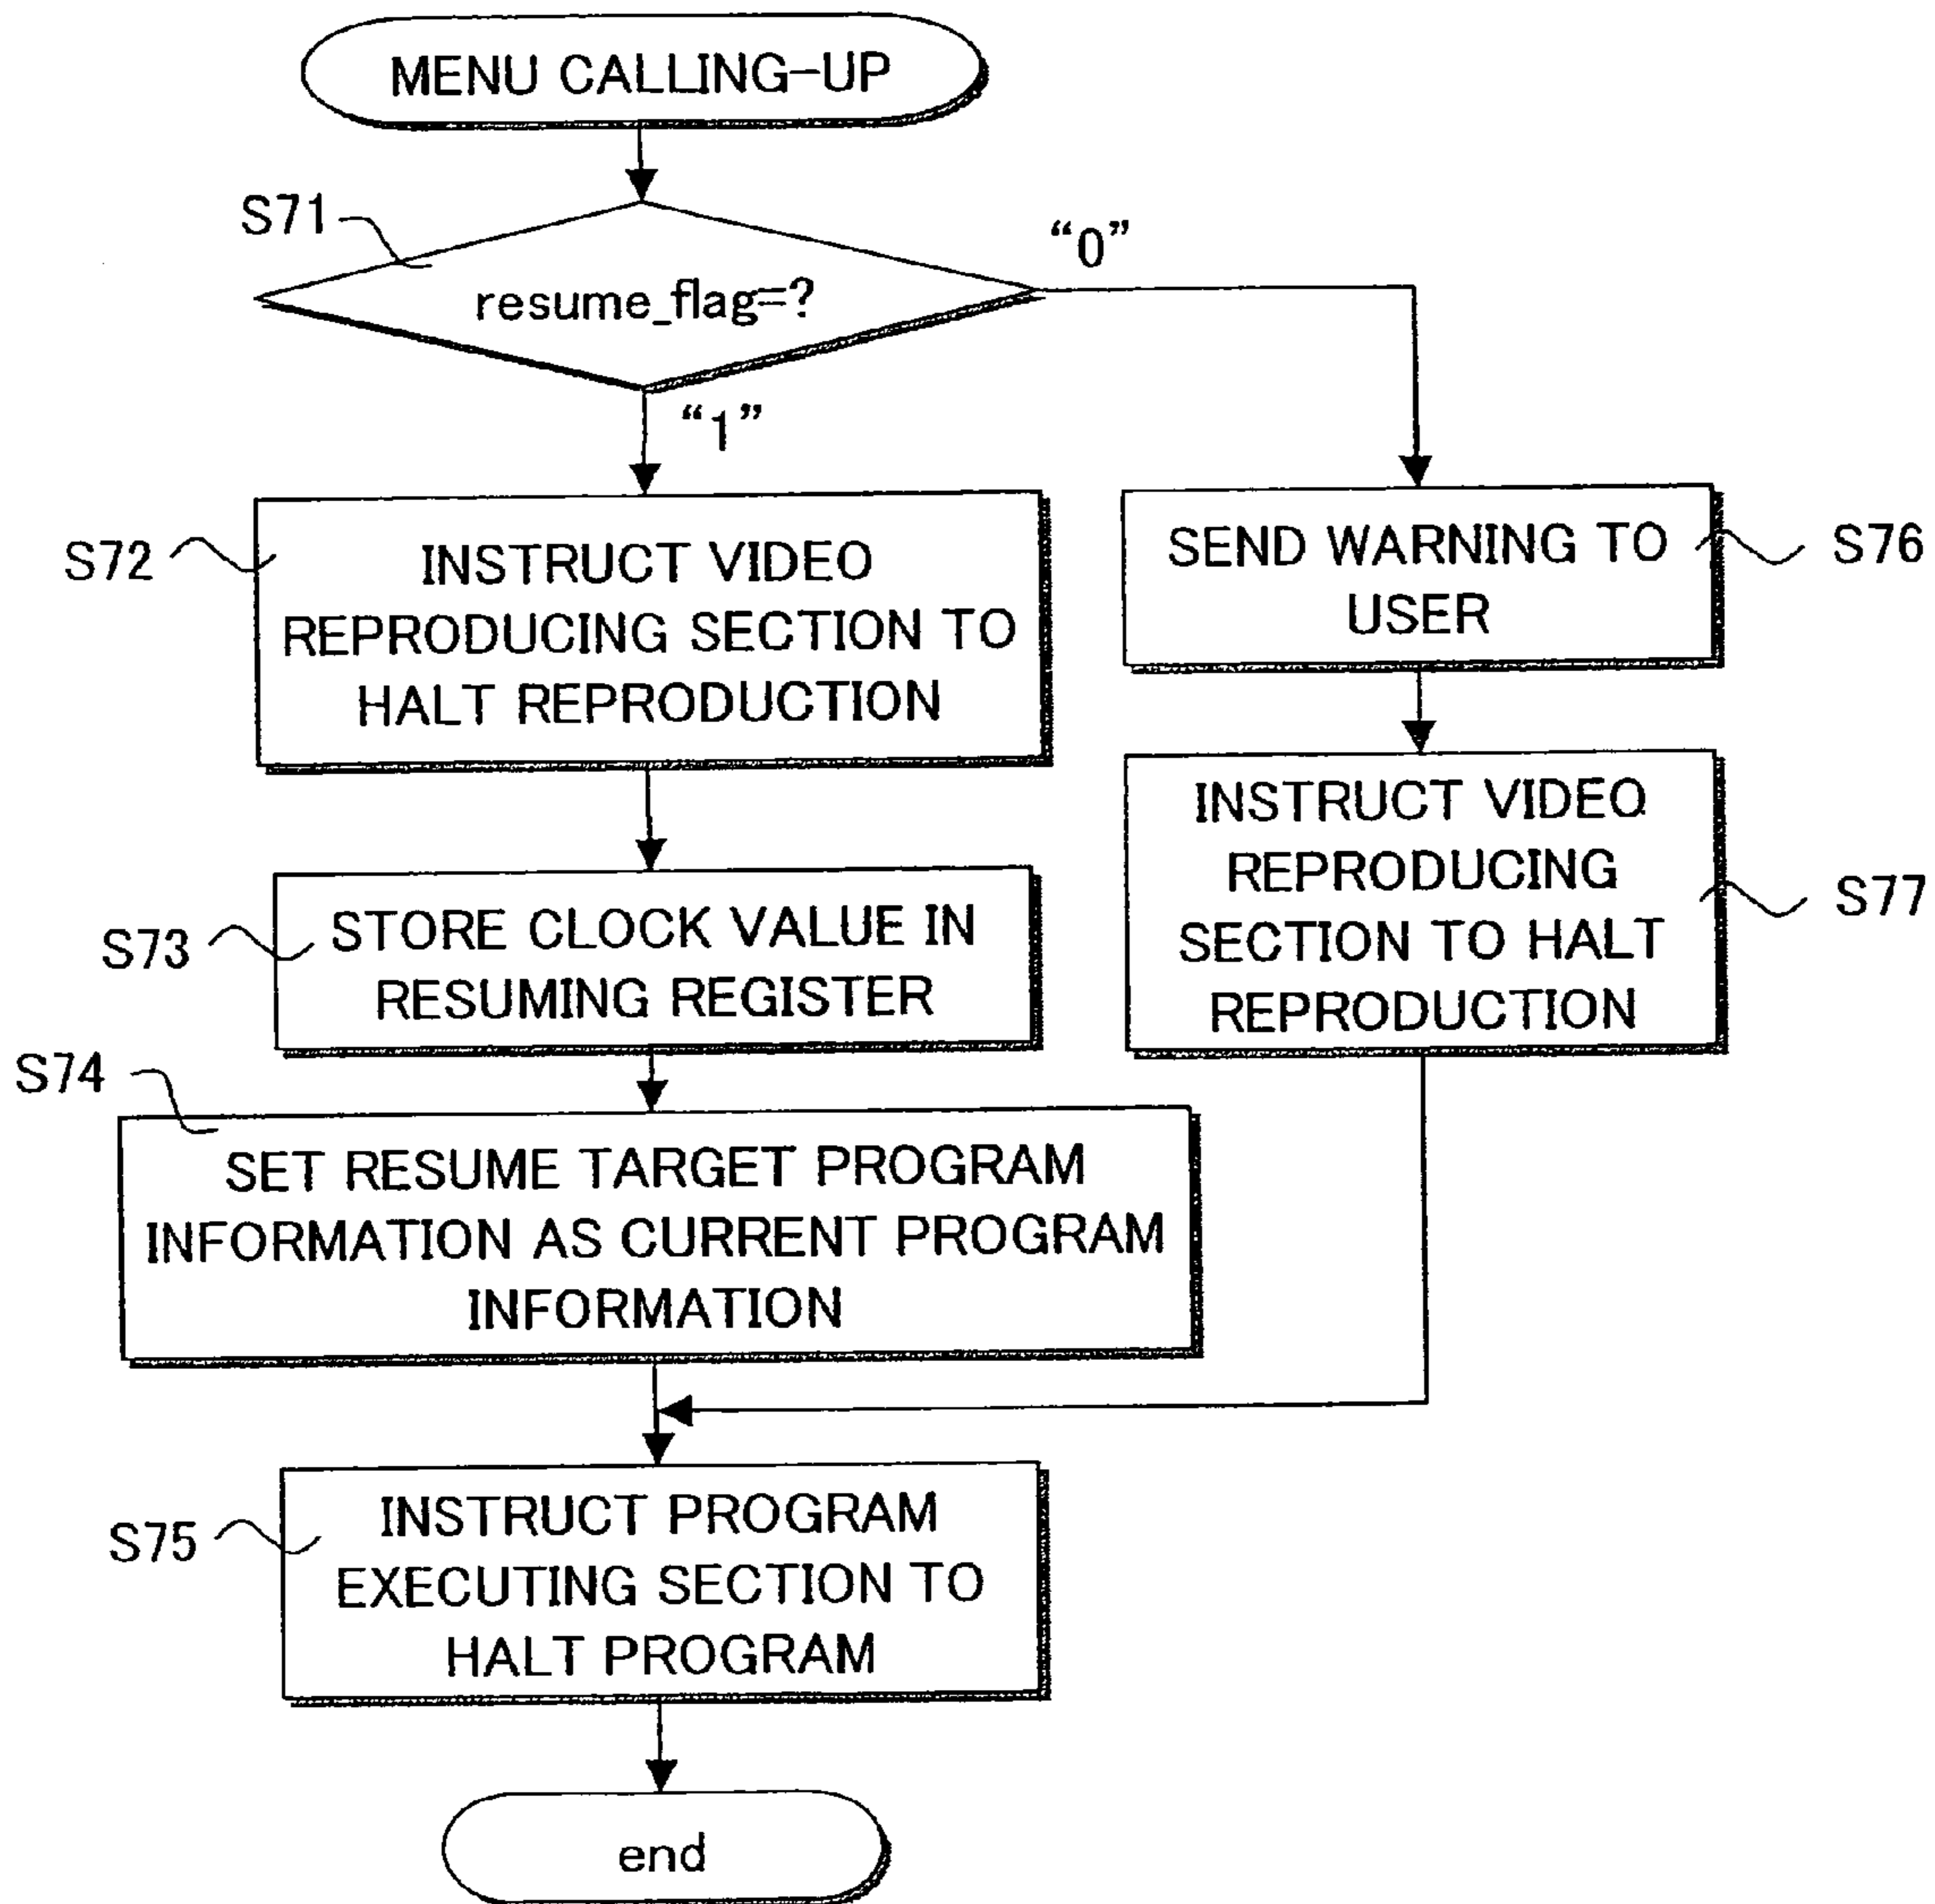 MENU CALLING-UP
S71
resume_flag=?
“0”
“1”
S72
INSTRUCT VIDEO
REPRODUCING SECTION TO
HALT REPRODUCTION
S73
STORE CLOCK VALUE IN
RESUMING REGISTER
S74
SET RESUME TARGET PROGRAM
INFORMATION AS CURRENT PROGRAM
INFORMATION
SEND WARNING TO
USER
S76
INSTRUCT VIDEO
REPRODUCING
SECTION TO HALT
REPRODUCTION
S77
S75
INSTRUCT PROGRAM
EXECUTING SECTION TO
HALT PROGRAM
end